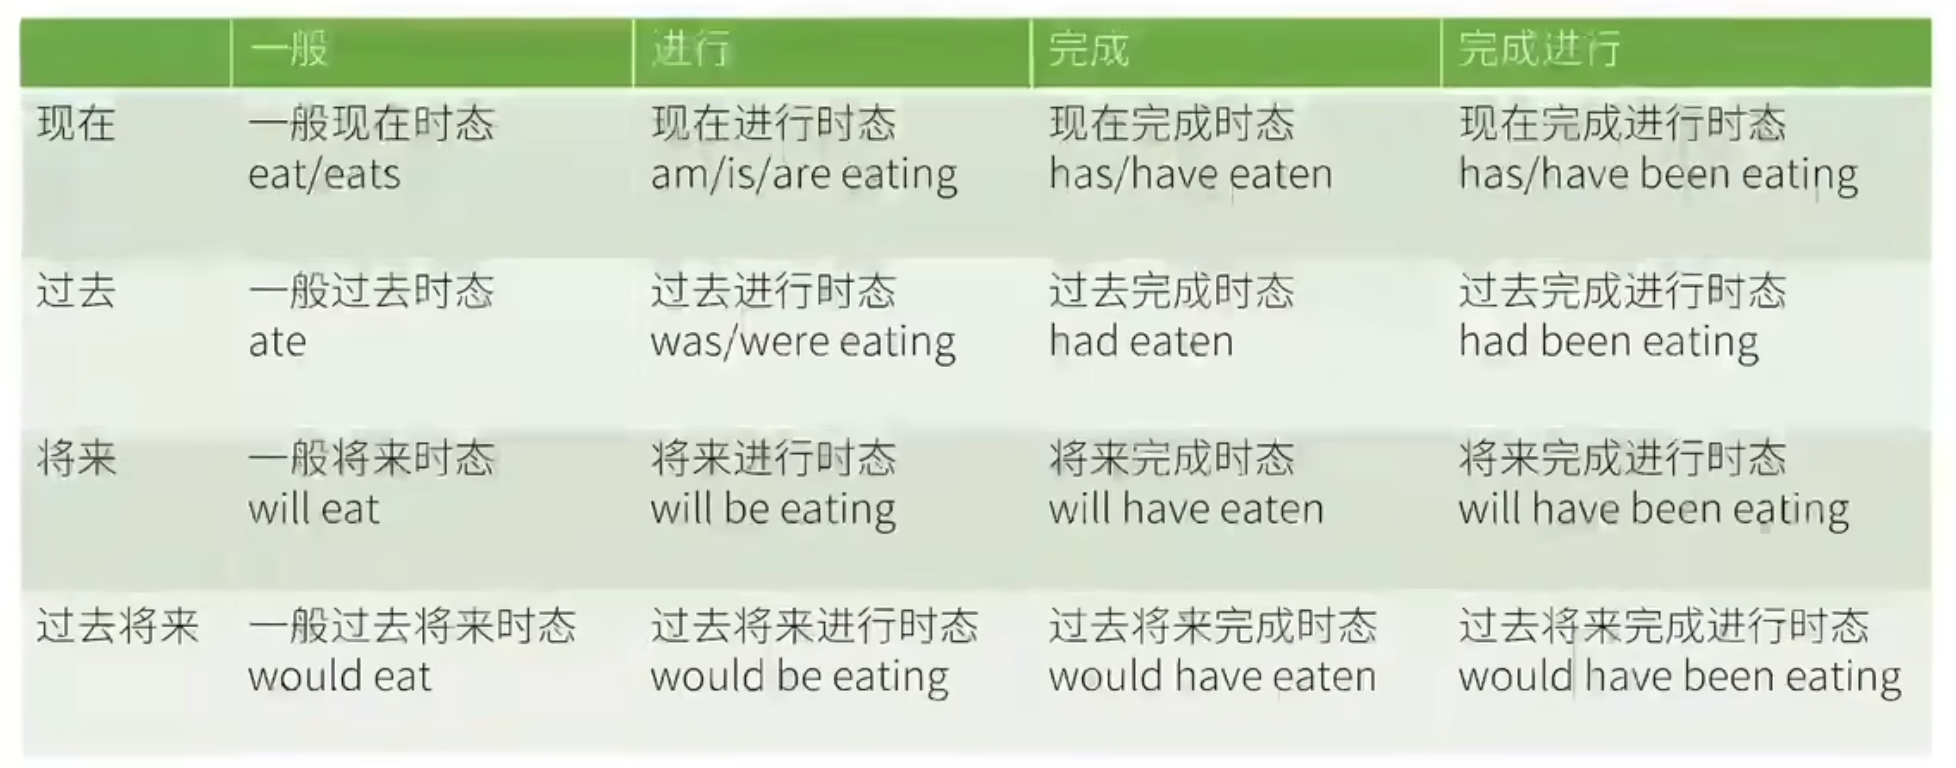 一般 进行 完成 完成进行
现在 一般现在时态 现在进行时态 现在完成时态 现在完成进行时态
eat/eats am/is/are eating has/have eaten has/have been eating
过去 一般过去时态 过去进行时态 过去完成时态 过去完成进行时态
ate was/were eating had eaten had been eating
将来 一般将来时态 将来进行时态 将来完成时态 将来完成进行时态
will eat will be eating will have eaten will have been eating
过去将来 一般过去将来时态 过去将来进行时态 过去将来完成时态 过去将来完成进行时态
would eat would be eating would have eaten would have been eating